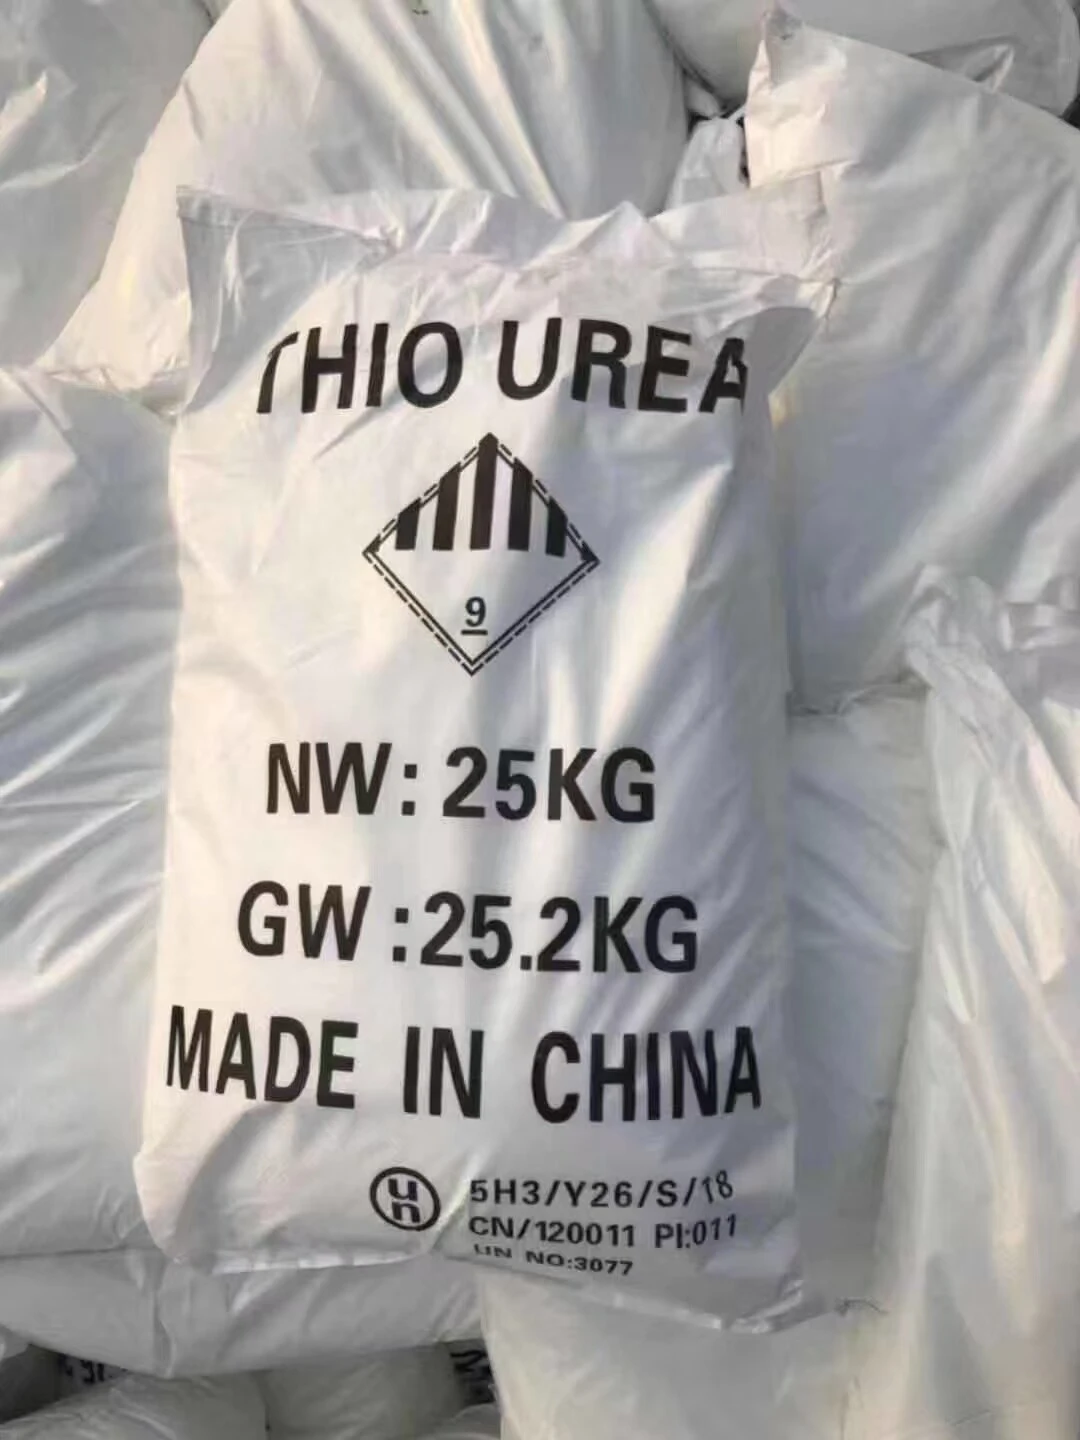 THIO UREA
9
NW: 25KG
GW :25.2KG
MADE IN CHINA
un 5H3/Y26/S/18
CN/120011 PI:011
UN NO:3077